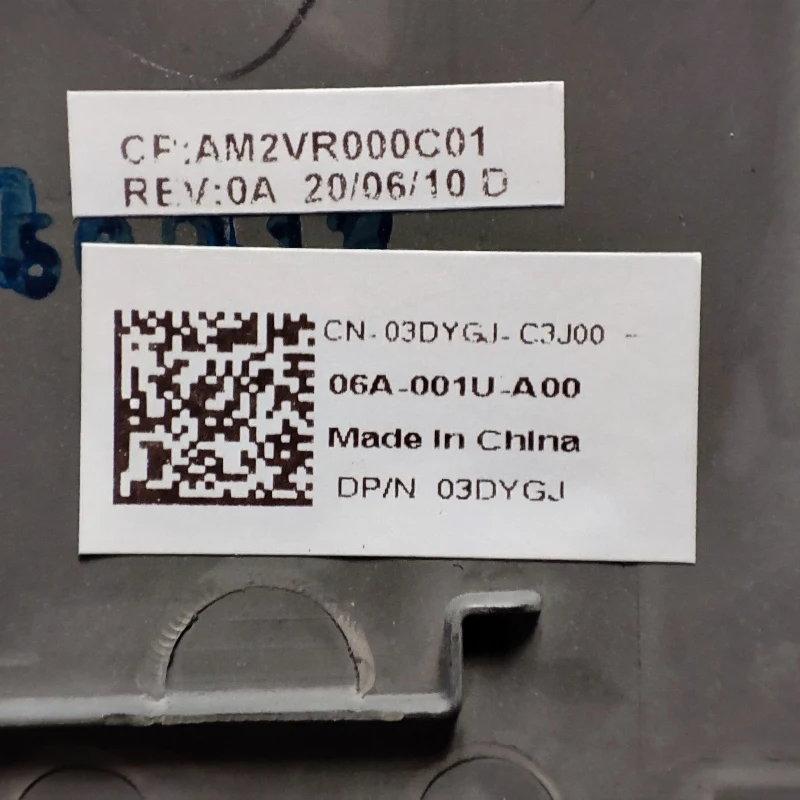 CP:AM2VR000C01
REV:0A 20/06/10 D
CN-03DYGJ-C3J00 -
06A-001U-A00
Made In China
DP/N 03DYGJ